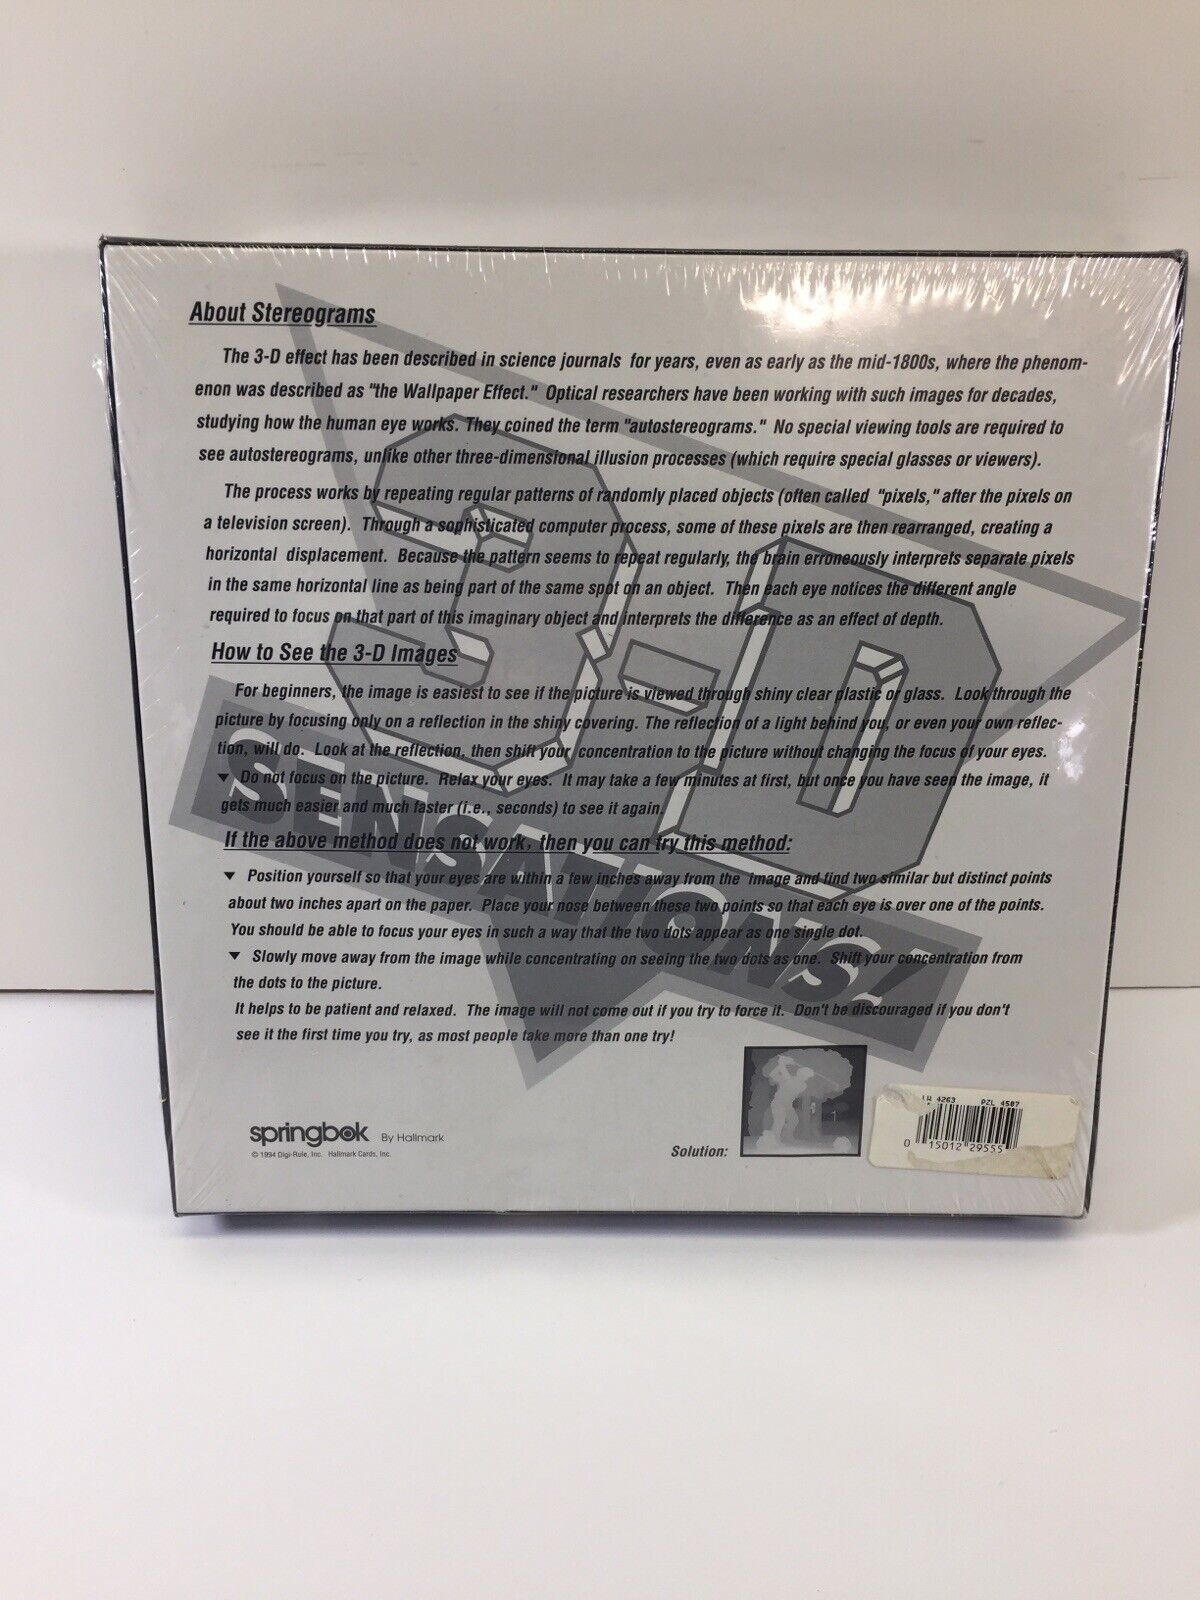 About Stereograms
The 3-D effect has been described in science journals for years, even as early as the mid-1800s, where the phenom-
enon was described as "the Wallpaper Effect." Optical researchers have been working with such images for decades,
studying how the human eye works. They coined the term "autostereograms." No special viewing tools are required to
see autostereograms, unlike other three-dimensional illusion processes (which require special glasses or viewers).
The process works by repeating regular patterns of randomly placed objects (often called "pixels," after the pixels on
a television screen). Through a sophisticated computer process, some of these pixels are then rearranged, creating a
horizontal displacement. Because the pattern seems to repeat regularly, the brain erroneously interprets separate pixels
in the same horizontal line as being part of the same spot on an object. Then each eye notices the different angle
required to focus on that part of this imaginary object and interprets the difference as an effect of depth.
How to See the 3-D Images
For beginners, the image is easiest to see if the picture is viewed through shiny clear plastic or glass. Look through the
picture by focusing only on a reflection in the shiny covering. The reflection of a light behind you, or even your own reflec-
tion, will do. Look at the reflection, then shift your concentration to the picture without changing the focus of your eyes.
▼ Do not focus on the picture. Relax your eyes. It may take a few minutes at first, but once you have seen the image, it
gets much easier and much faster (i.e., seconds) to see it again.
If the above method does not work, then you can try this method:
▼ Position yourself so that your eyes are within a few inches away from the image and find two similar but distinct points
about two inches apart on the paper. Place your nose between these two points so that each eye is over one of the points.
You should be able to focus your eyes in such a way that the two dots appear as one single dot.
▼ Slowly move away from the image while concentrating on seeing the two dots as one. Shift your concentration from
the dots to the picture.
It helps to be patient and relaxed. The image will not come out if you try to force it. Don't be discouraged if you don't
see it the first time you try, as most people take more than one try!
3-D
SENSATIONS!
springbok By Hallmark
© 1994 Digi-Rule, Inc. Hallmark Cards, Inc.
Solution:
1
4263 PZL 4507
0 15012 29555